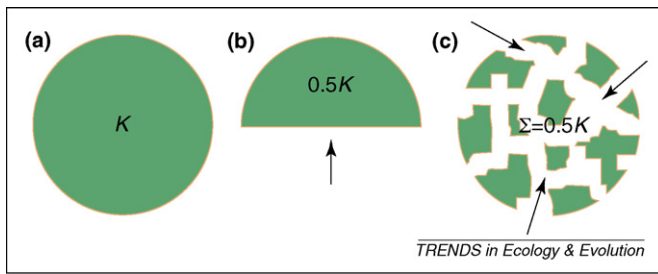 (a)
K
(b)
0.5K
(c)
Σ=0.5K
TRENDS in Ecology & Evolution